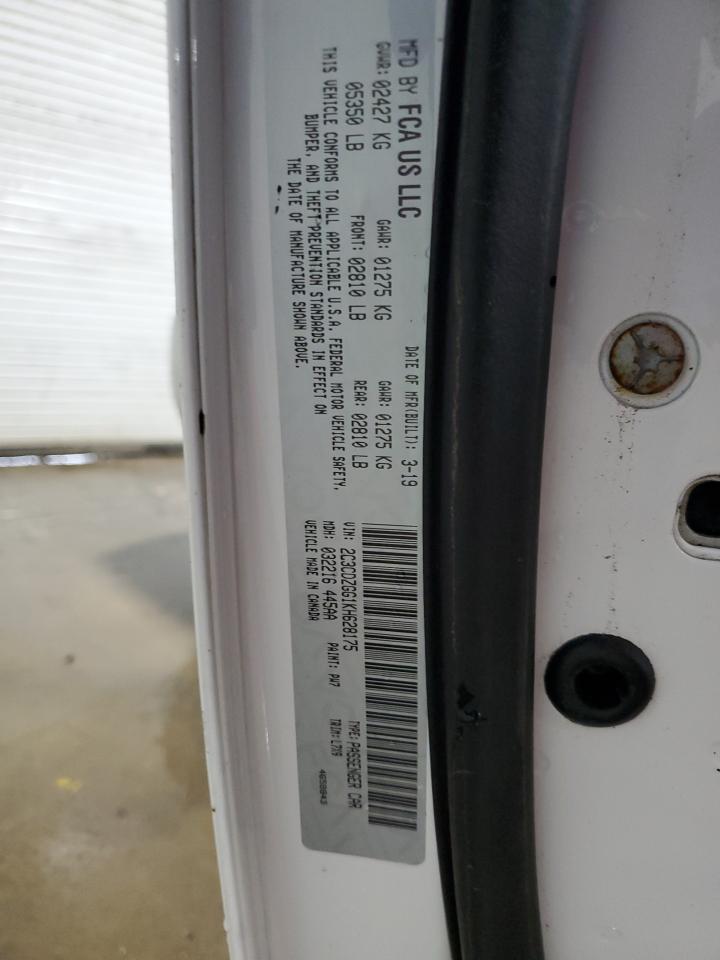 MFD BY FCA US LLC
DATE OF MFR(BUILT): 3-19
GVWR: 02427 KG
GAWR: 01275 KG
GAWR: 01275 KG
05350 LB
FRONT: 02810 LB
REAR: 02810 LB
THIS VEHICLE CONFORMS TO ALL APPLICABLE U.S.A. FEDERAL MOTOR VEHICLE SAFETY,
BUMPER, AND THEFT PREVENTION STANDARDS IN EFFECT ON
THE DATE OF MANUFACTURE SHOWN ABOVE.
VIN: 2C3CDZGG1KH628175
TYPE: PASSENGER CAR
MDH: 032216 445AA
PAINT: PW7
TRIM: L7X9
VEHICLE MADE IN CANADA